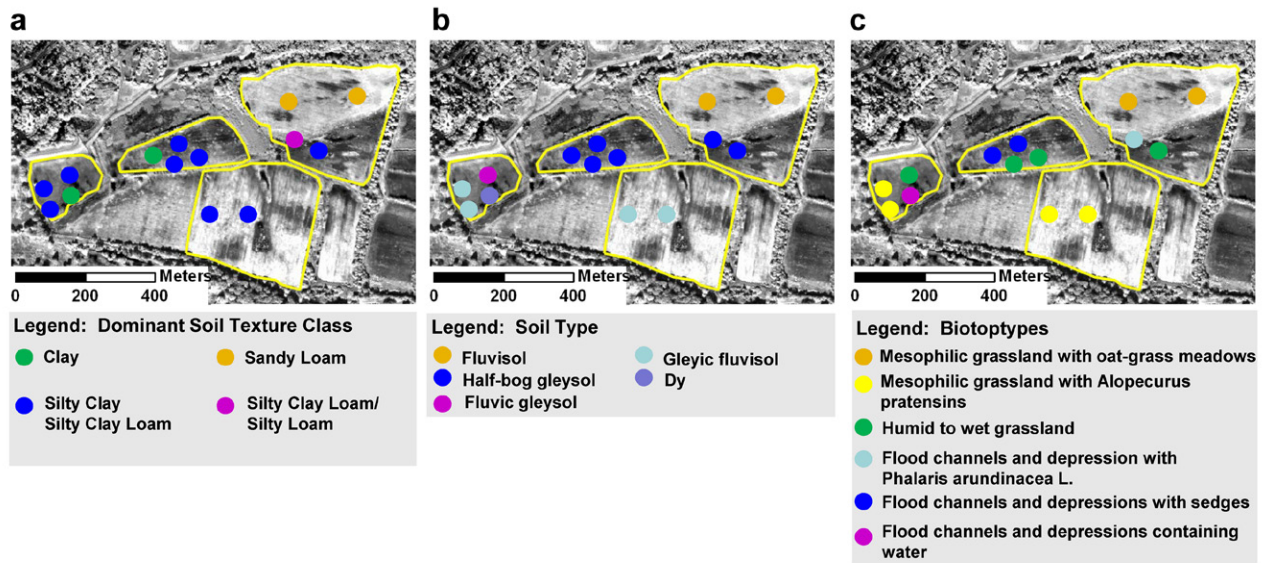 a
b
c
Meters
0 200 400
Meters
0 200 400
Meters
0 200 400
Legend: Dominant Soil Texture Class
Clay
Sandy Loam
Silty Clay
Silty Clay Loam
Silty Clay Loam/
Silty Loam
Legend: Soil Type
Fluvisol
Half-bog gleysol
Fluvic gleysol
Gleyic fluvisol
Dy
Legend: Biotoptypes
Mesophilic grassland with oat-grass meadows
Mesophilic grassland with Alopecurus
pratensins
Humid to wet grassland
Flood channels and depression with
Phalaris arundinacea L.
Flood channels and depressions with sedges
Flood channels and depressions containing
water